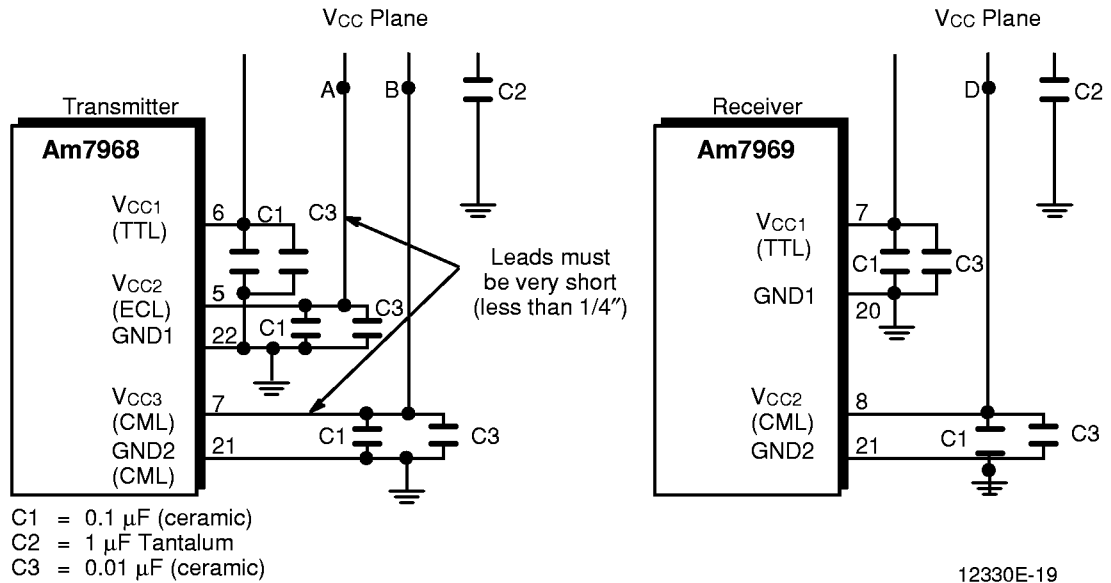 VCC Plane
A
B
C2
Transmitter
Am7968
VCC1
(TTL)
6
C1
C3
VCC2
(ECL)
5
GND1
22
C1
C3
Leads must
be very short
(less than 1/4″)
VCC3
(CML)
7
GND2
(CML)
21
C1
C3
VCC Plane
D
C2
Receiver
Am7969
VCC1
(TTL)
7
C1
C3
GND1
20
VCC2
(CML)
8
GND2
21
C1
C3
C1 = 0.1 µF (ceramic)
C2 = 1 µF Tantalum
C3 = 0.01 µF (ceramic)
12330E-19